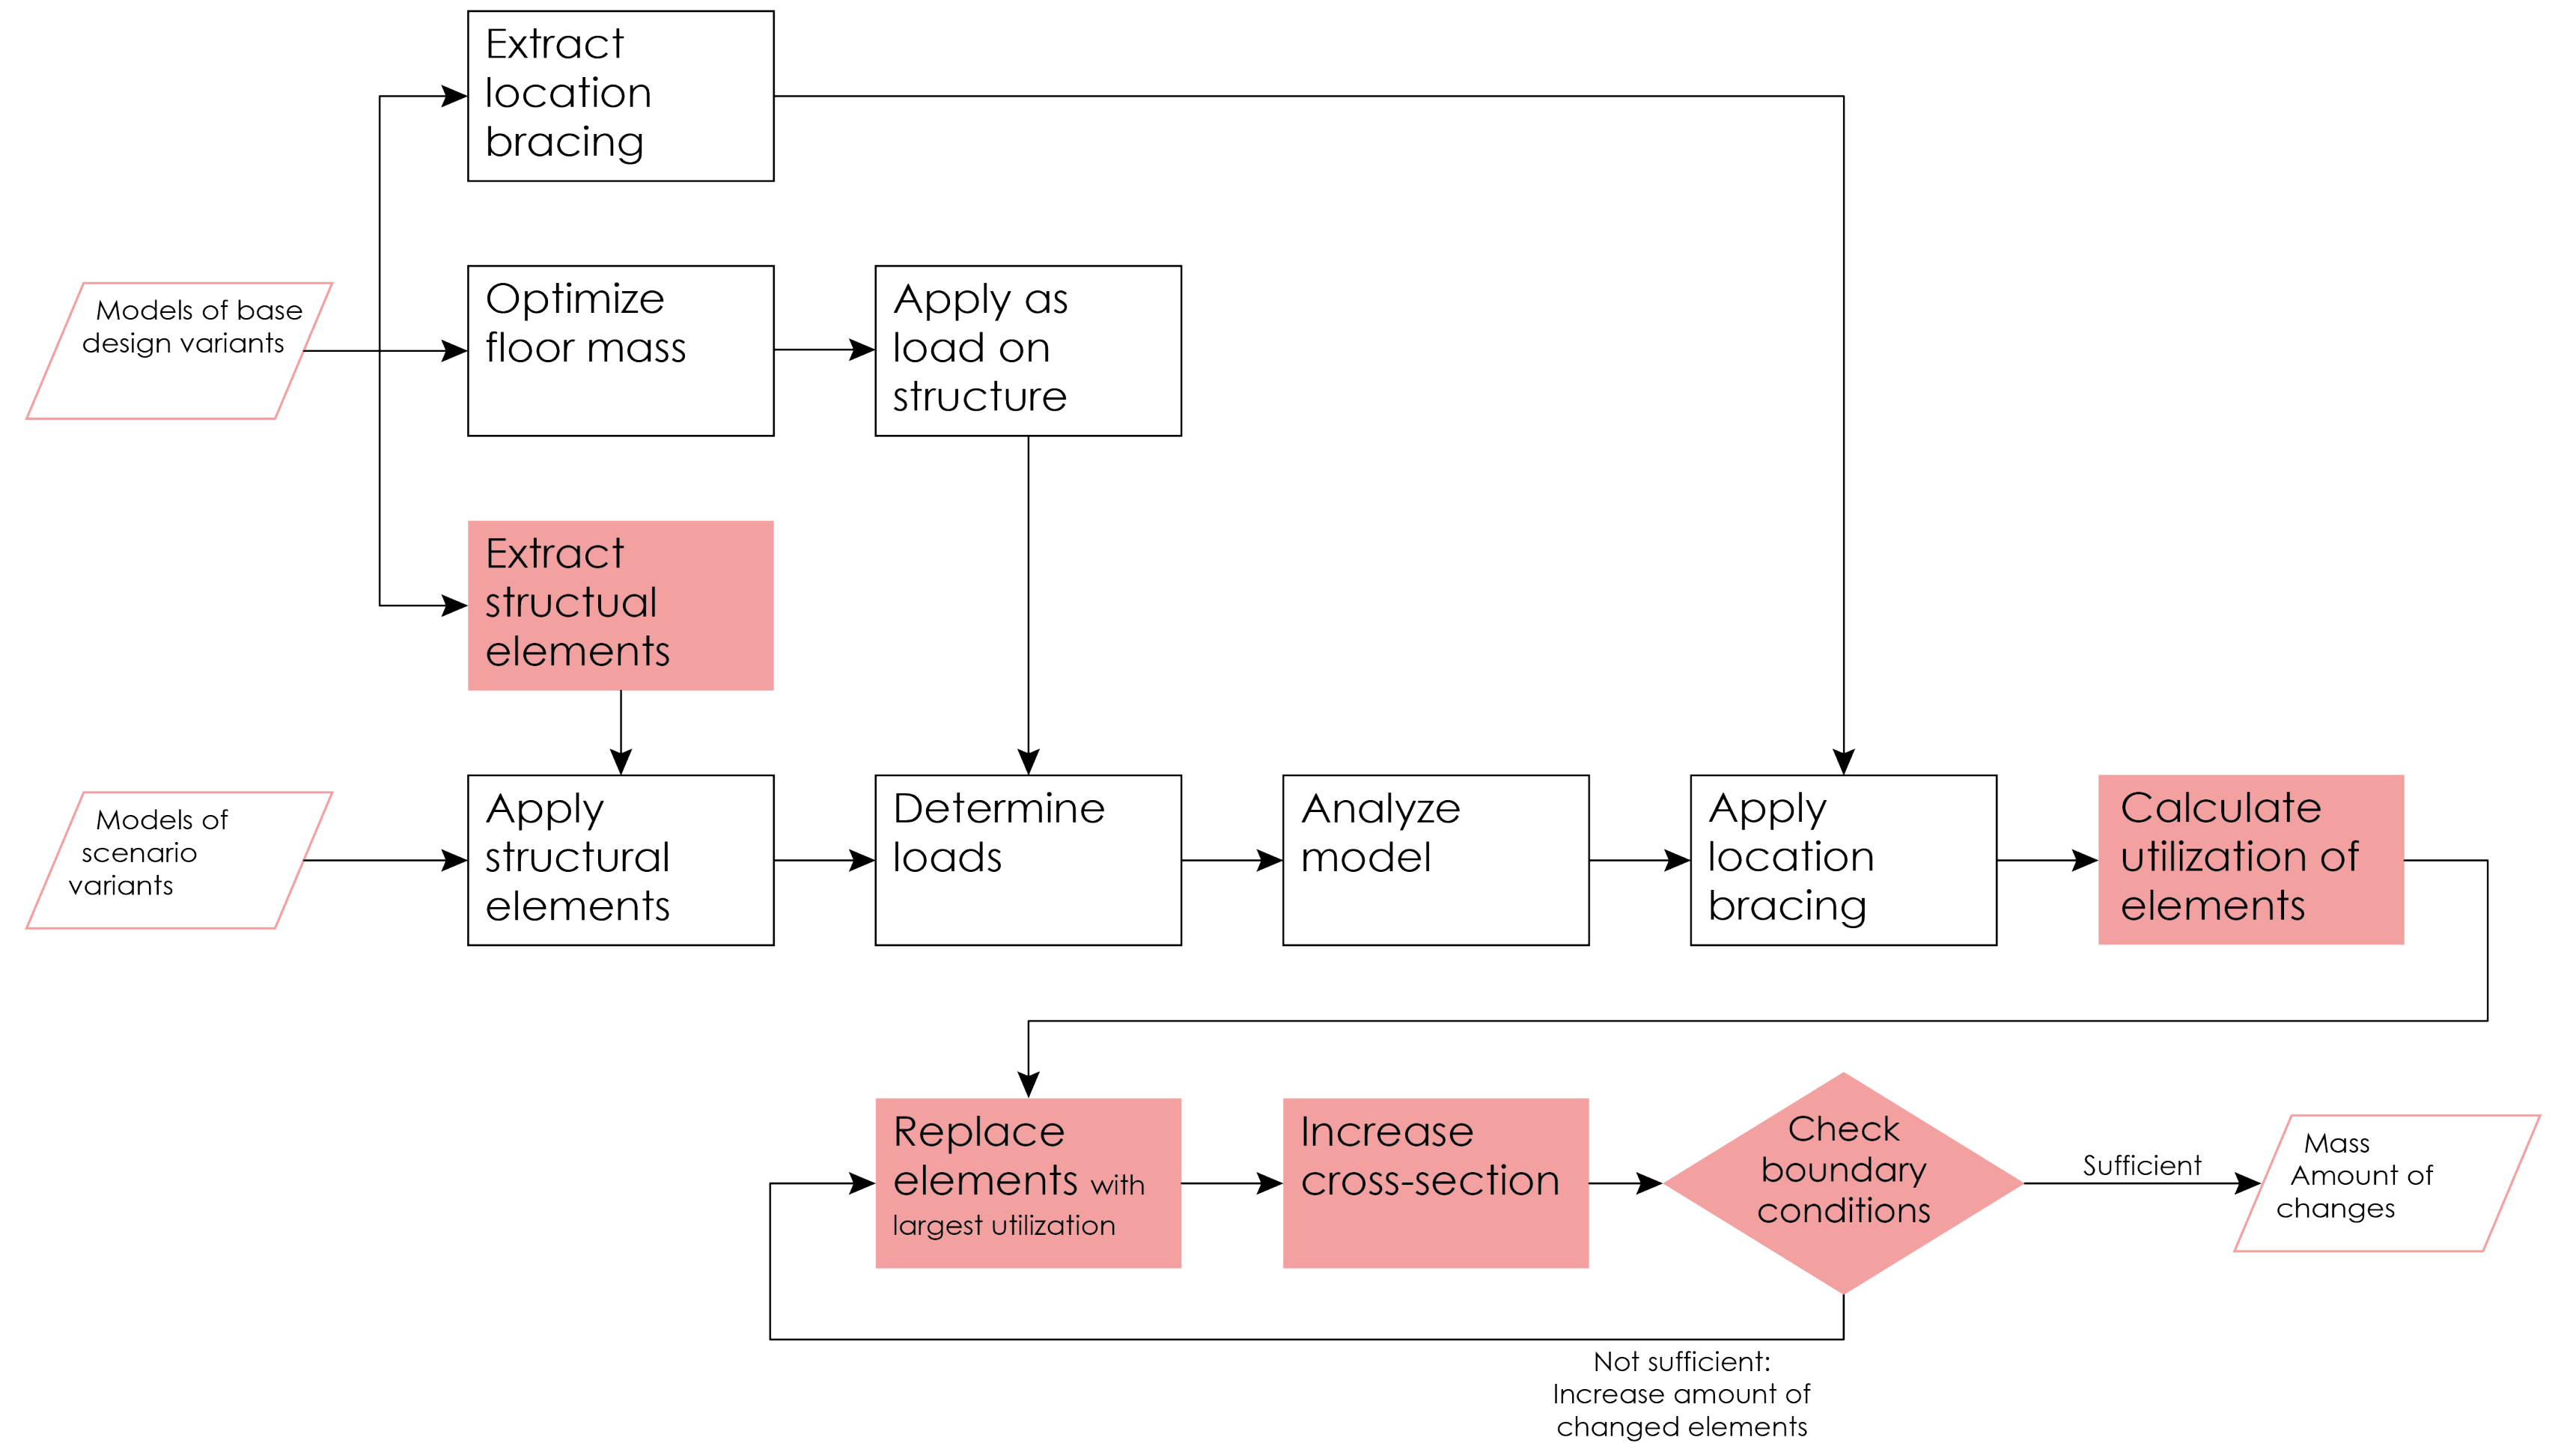 Extract
location
bracing
Models of base
design variants
Optimize
floor mass
Apply as
load on
structure
Extract
structual
elements
Models of
scenario
variants
Apply
structural
elements
Determine
loads
Analyze
model
Apply
location
bracing
Calculate
utilization of
elements
Replace
elements with
largest utilization
Increase
cross-section
Check
boundary
conditions
Sufficient
Mass
Amount of
changes
Not sufficient:
Increase amount of
changed elements